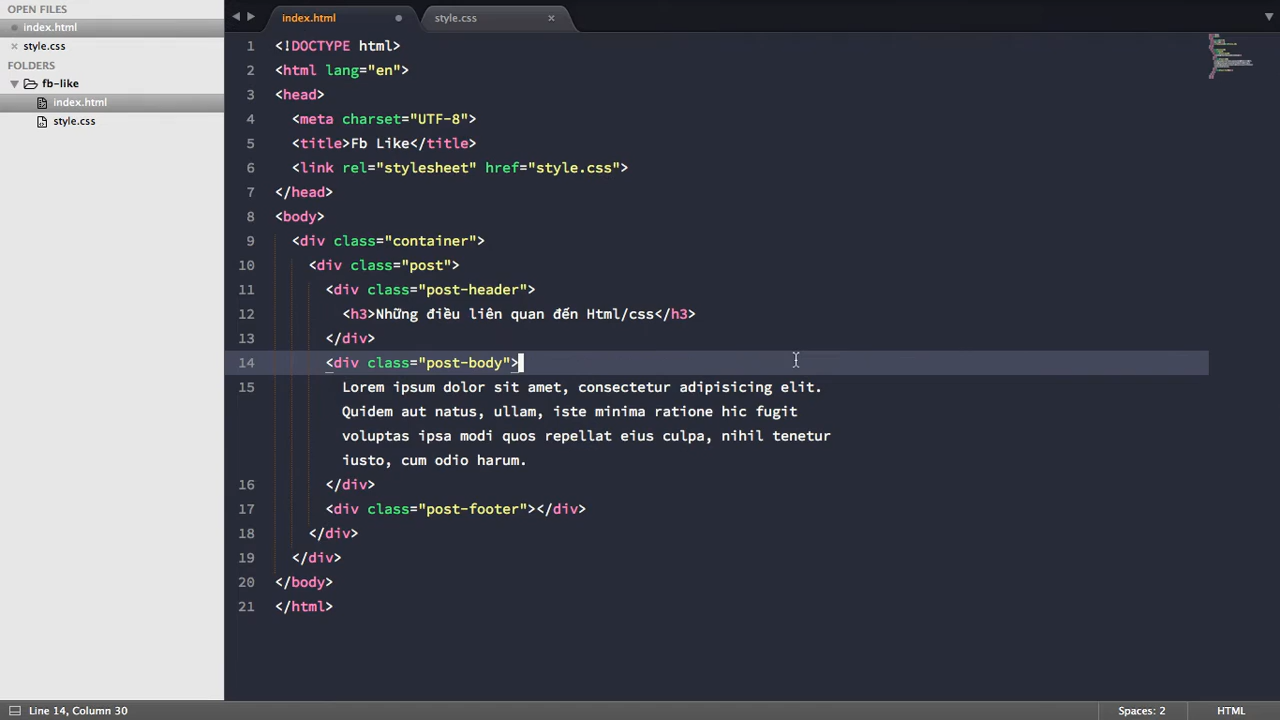 OPEN FILES
index.html
style.css
FOLDERS
fb-like
index.html
style.css
index.html
style.css
1 <!DOCTYPE html>
2 <html lang="en">
3 <head>
4 <meta charset="UTF-8">
5 <title>Fb Like</title>
6 <link rel="stylesheet" href="style.css">
7 </head>
8 <body>
9 <div class="container">
10 <div class="post">
11 <div class="post-header">
12 <h3>Những điều liên quan đến Html/css</h3>
13 </div>
14 <div class="post-body">
15 Lorem ipsum dolor sit amet, consectetur adipisicing elit.
Quidem aut natus, ullam, iste minima ratione hic fugit
voluptas ipsa modi quos repellat eius culpa, nihil tenetur
iusto, cum odio harum.
16 </div>
17 <div class="post-footer"></div>
18 </div>
19 </div>
20 </body>
21 </html>
Line 14, Column 30
Spaces: 2
HTML